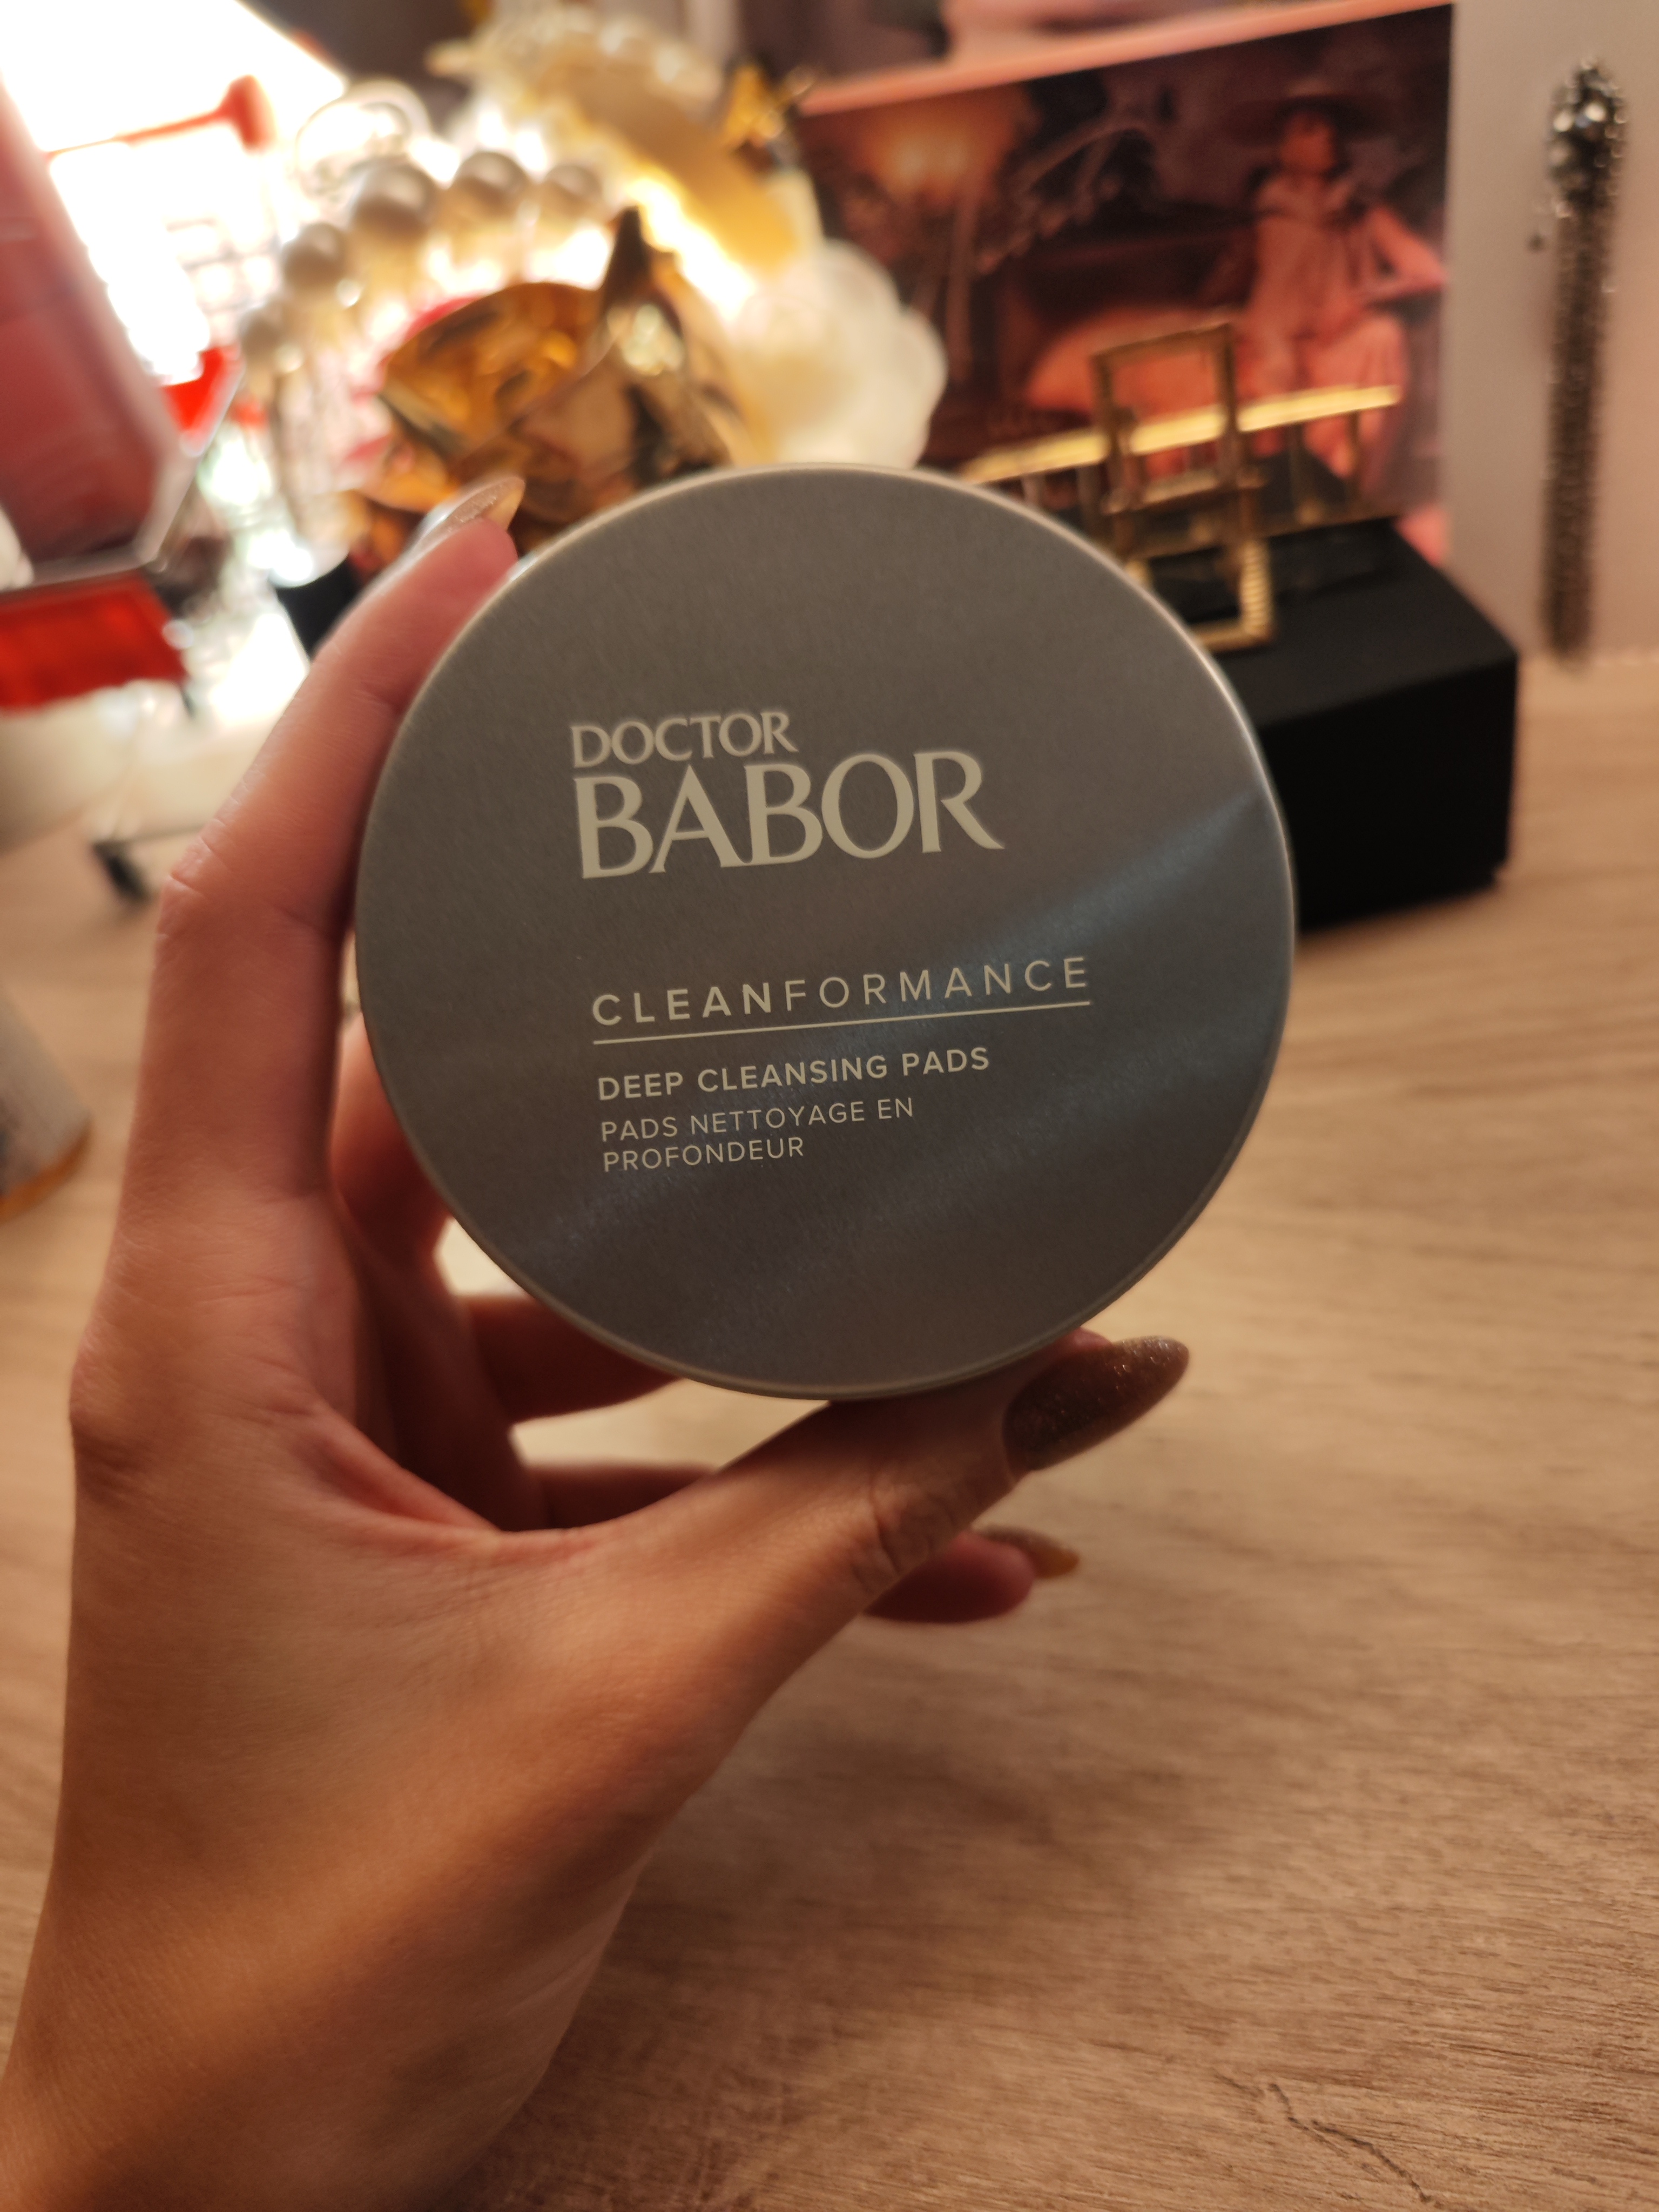 DOCTOR
BABOR
CLEANFORMANCE
DEEP CLEANSING PADS
PADS NETTOYAGE EN
PROFONDEUR